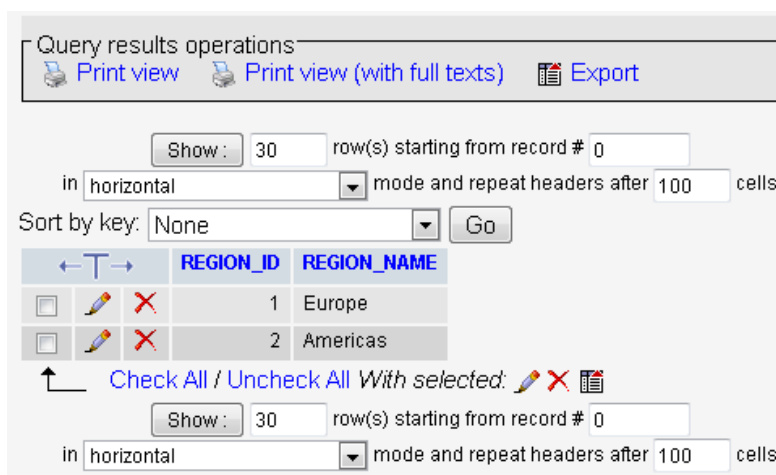 Query results operations
Print view Print view (with full texts) Export
Show : 30 row(s) starting from record # 0
in horizontal mode and repeat headers after 100 cells
Sort by key: None Go
←T→ REGION_ID REGION_NAME
1 Europe
2 Americas
Check All / Uncheck All With selected:
Show : 30 row(s) starting from record # 0
in horizontal mode and repeat headers after 100 cells